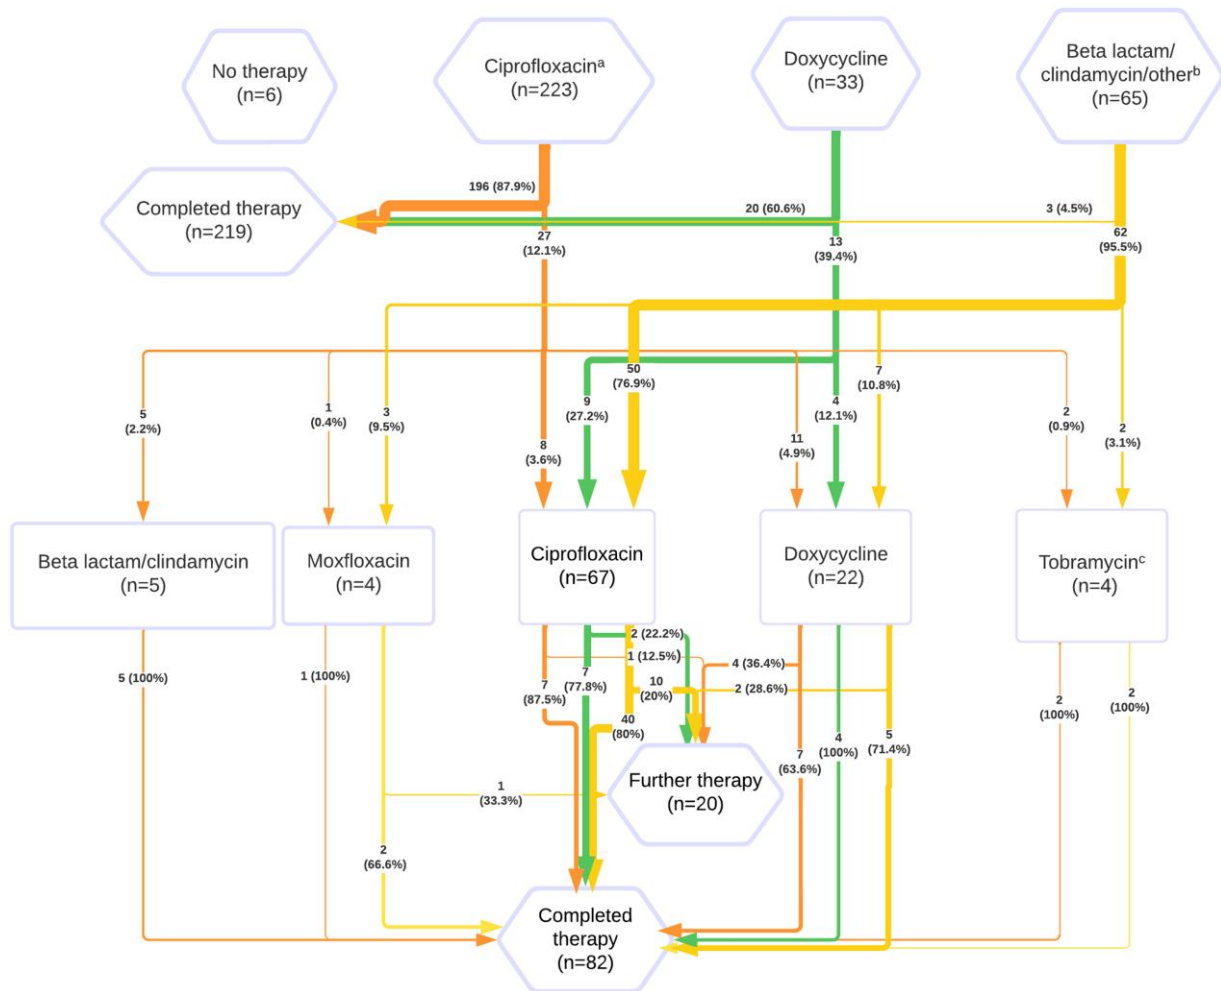 No therapy
(n=6)
Ciprofloxacinᵃ
(n=223)
Doxycycline
(n=33)
Beta lactam/
clindamycin/otherᵇ
(n=65)
Completed therapy
(n=219)
196 (87.9%)
20 (60.6%)
3 (4.5%)
27
(12.1%)
13
(39.4%)
62
(95.5%)
5
(2.2%)
1
(0.4%)
3
(9.5%)
8
(3.6%)
9
(27.2%)
50
(76.9%)
11
(4.9%)
4
(12.1%)
7
(10.8%)
2
(0.9%)
2
(3.1%)
Beta lactam/clindamycin
(n=5)
Moxfloxacin
(n=4)
Ciprofloxacin
(n=67)
Doxycycline
(n=22)
Tobramycinᶜ
(n=4)
5 (100%)
1 (100%)
2 (22.2%)
1 (12.5%)
7
(87.5%)
7
(77.8%)
10
(20%)
40
(80%)
4 (36.4%)
2 (28.6%)
7
(63.6%)
4
(100%)
5
(71.4%)
2
(100%)
2
(100%)
Further therapy
(n=20)
1
(33.3%)
2
(66.6%)
Completed
therapy
(n=82)